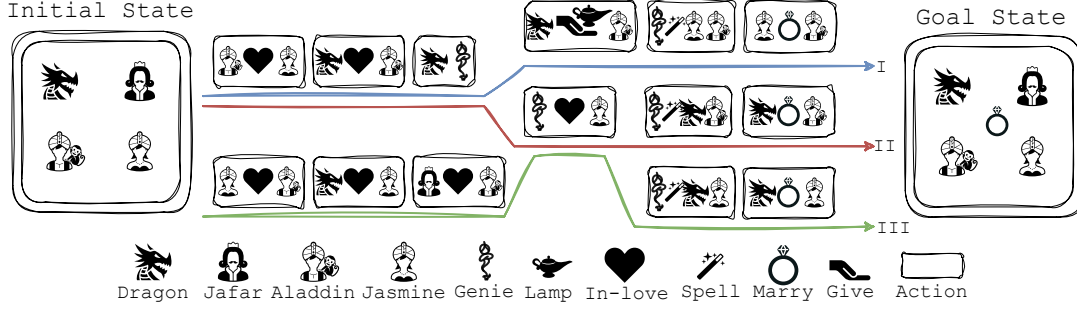 Initial State
Goal State
I
II
III
Dragon Jafar Aladdin Jasmine Genie Lamp In-love Spell Marry Give Action